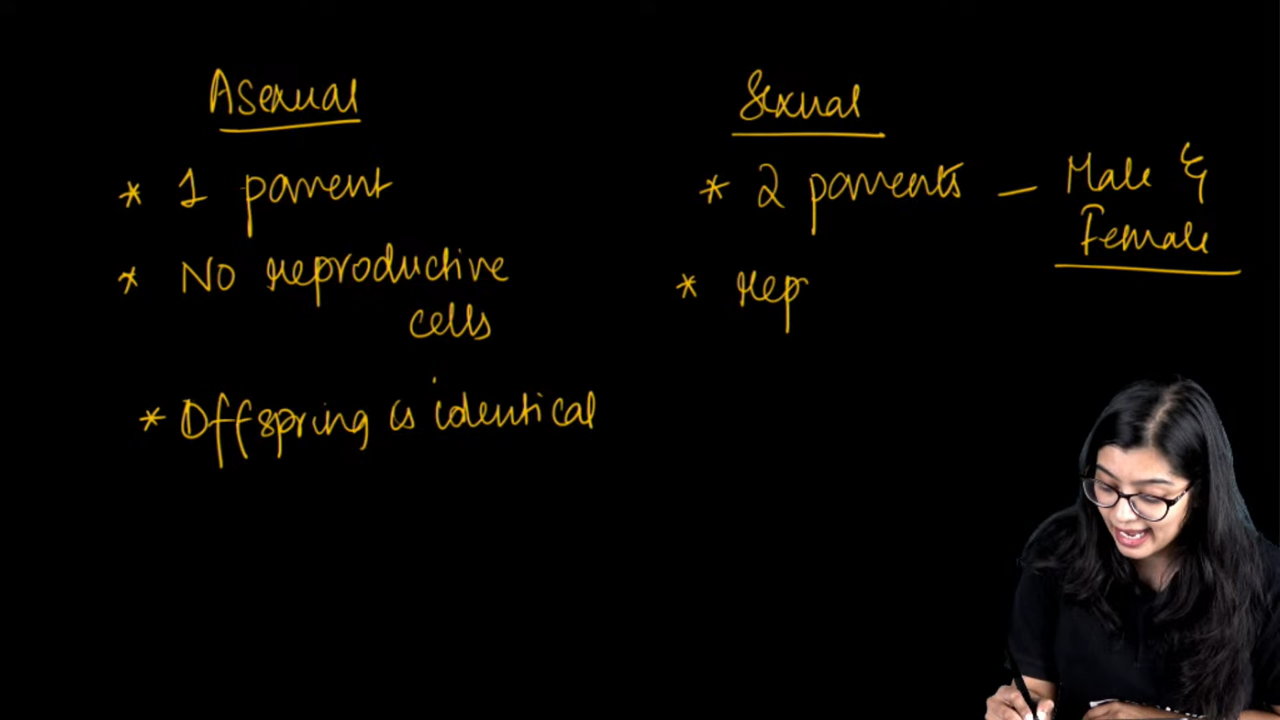 Asexual
* 1 parent
* No reproductive
cells
* Offspring is identical
Sexual
* 2 parents — Male &
Female
* rep